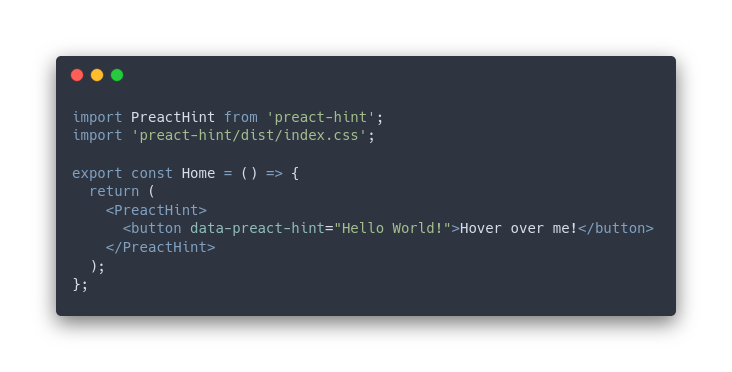 import PreactHint from 'preact-hint';
import 'preact-hint/dist/index.css';

export const Home = () => {
  return (
    <PreactHint>
      <button data-preact-hint="Hello World!">Hover over me!</button>
    </PreactHint>
  );
};